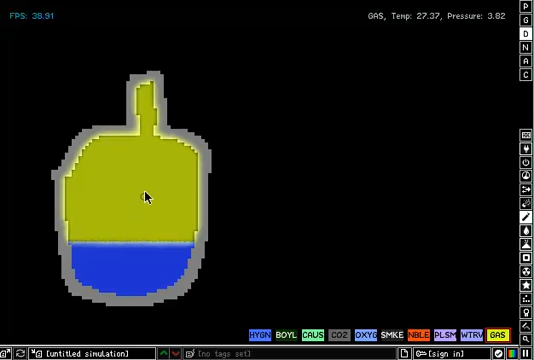 FPS: 38.91
GAS, Temp: 27.37, Pressure: 3.82
P
G
D
N
A
C
HYGN BOYL CAUS CO2 OXYG SMKE NBLE PLSM WTRV GAS
[untitled simulation] [no tags set] [sign in]